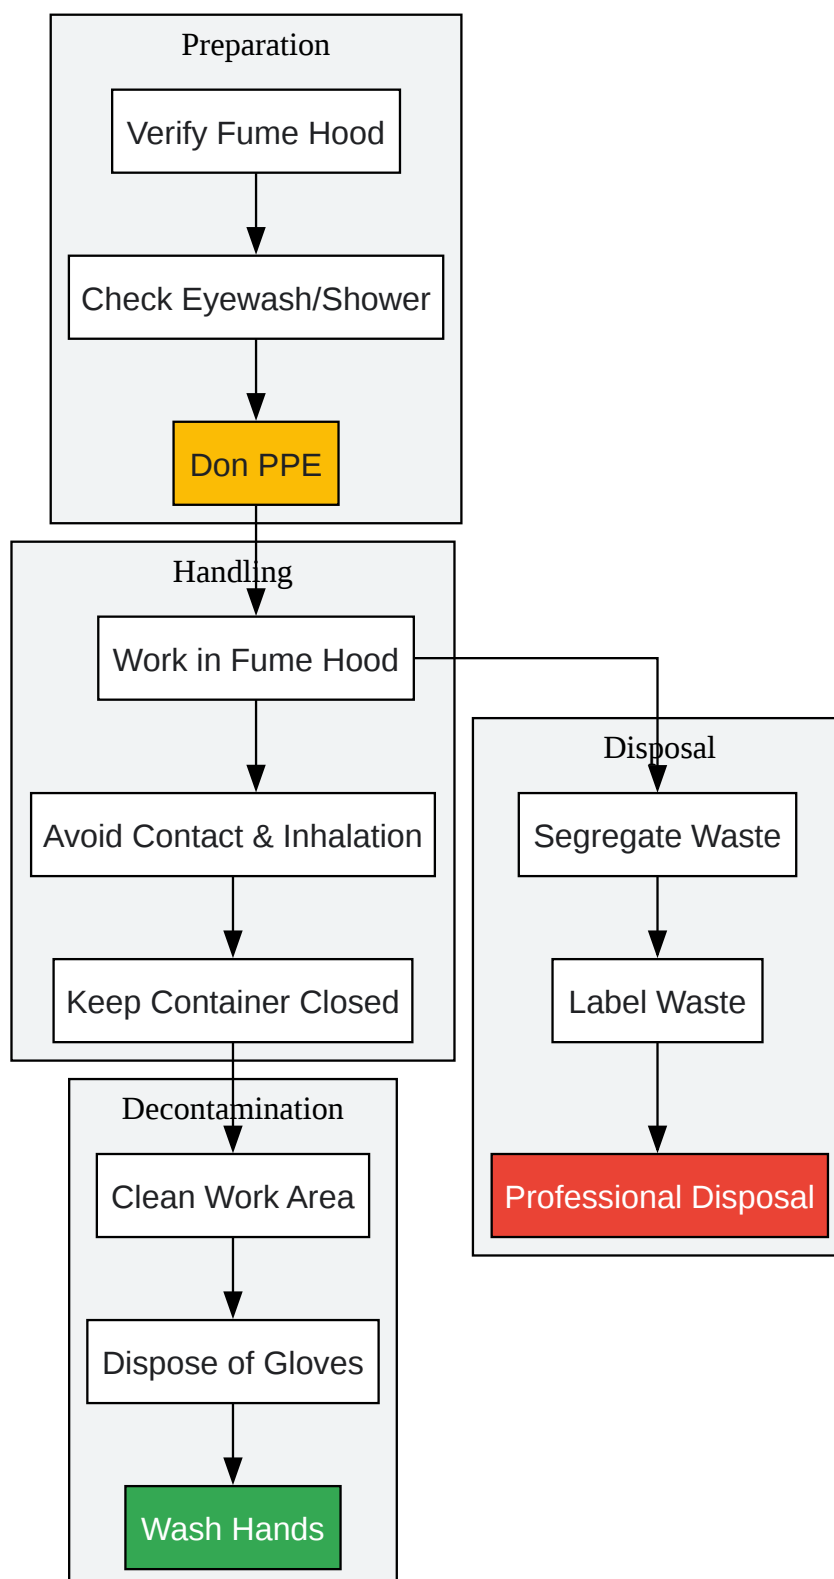 Preparation
Verify Fume Hood
Check Eyewash/Shower
Don PPE
Handling
Work in Fume Hood
Avoid Contact & Inhalation
Keep Container Closed
Disposal
Segregate Waste
Label Waste
Professional Disposal
Decontamination
Clean Work Area
Dispose of Gloves
Wash Hands